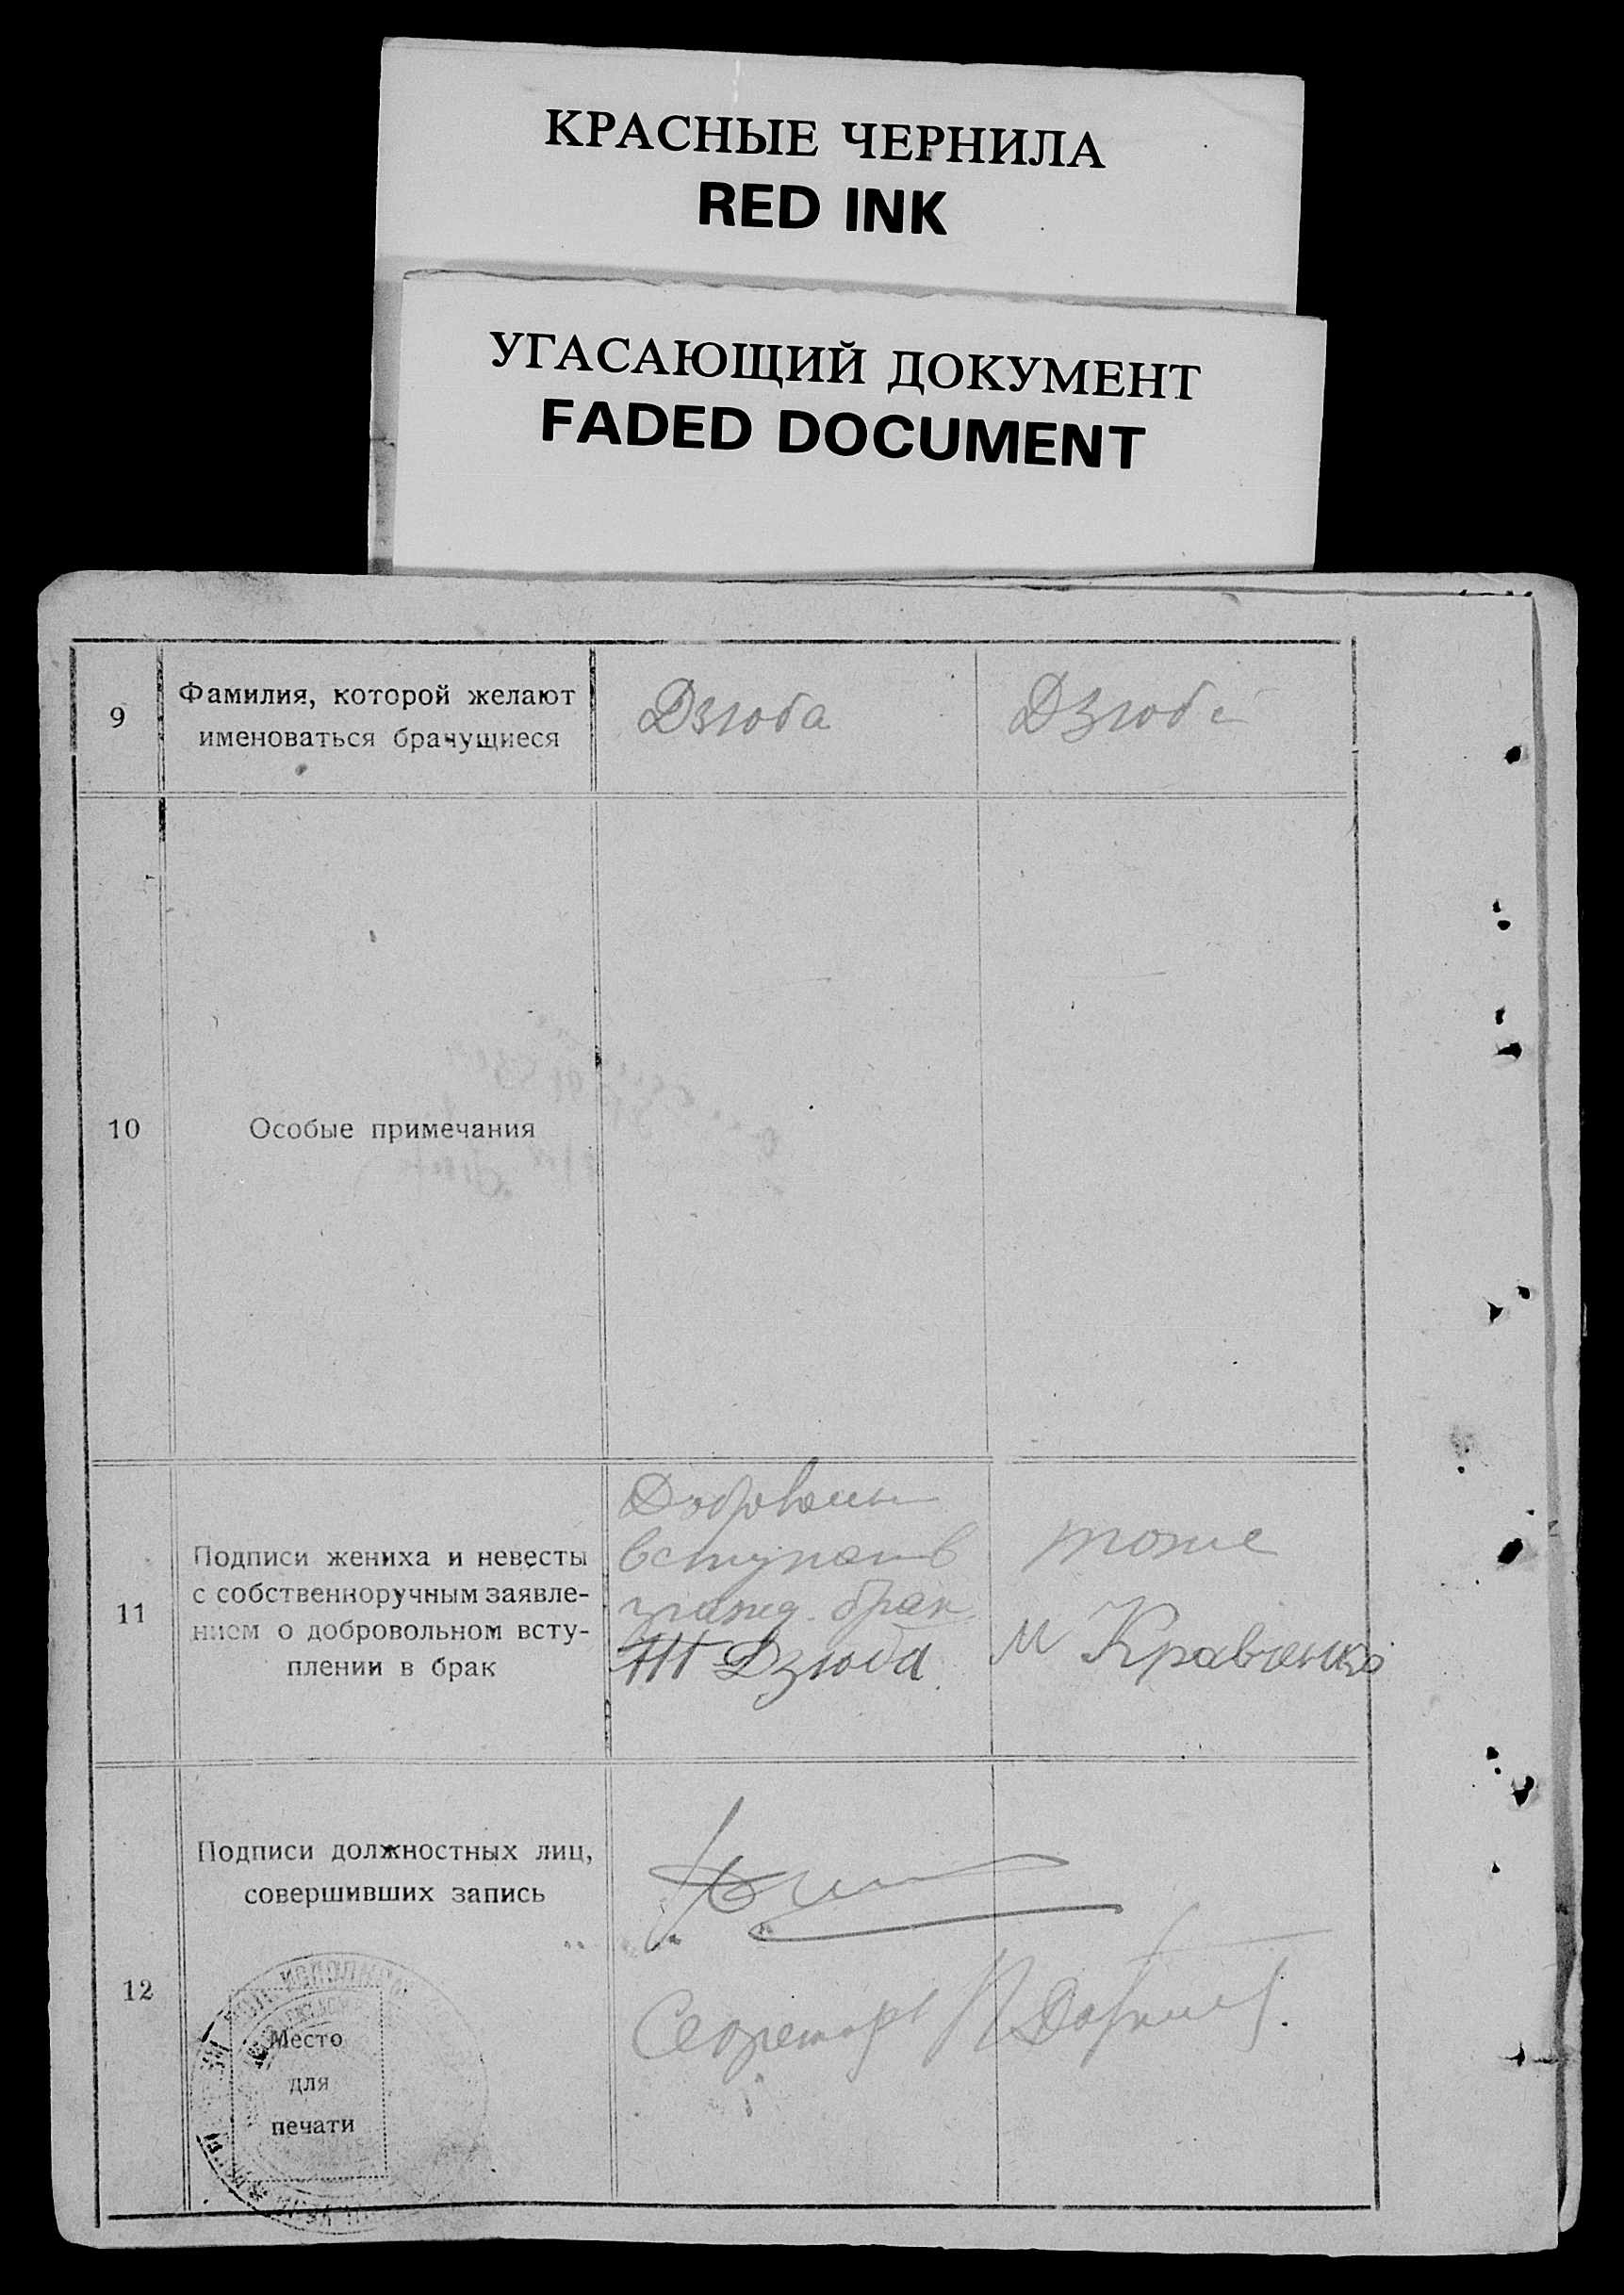 КРАСНЫЕ ЧЕРНИЛА
RED INK
УГАСАЮЩИЙ ДОКУМЕНТ
FADED DOCUMENT
9
Фамилия, которой желают
именоваться брачущиеся
Дзюба
Дзюба
10
Особые примечания
11
Подписи жениха и невесты
с собственноручным заявле-
нием о добровольном всту-
плении в брак
вступаю в
гражд. брак
Дзюба
тоже
М Кравченко
12
Подписи должностных лиц,
совершивших запись
Место
для
печати
Секретарь